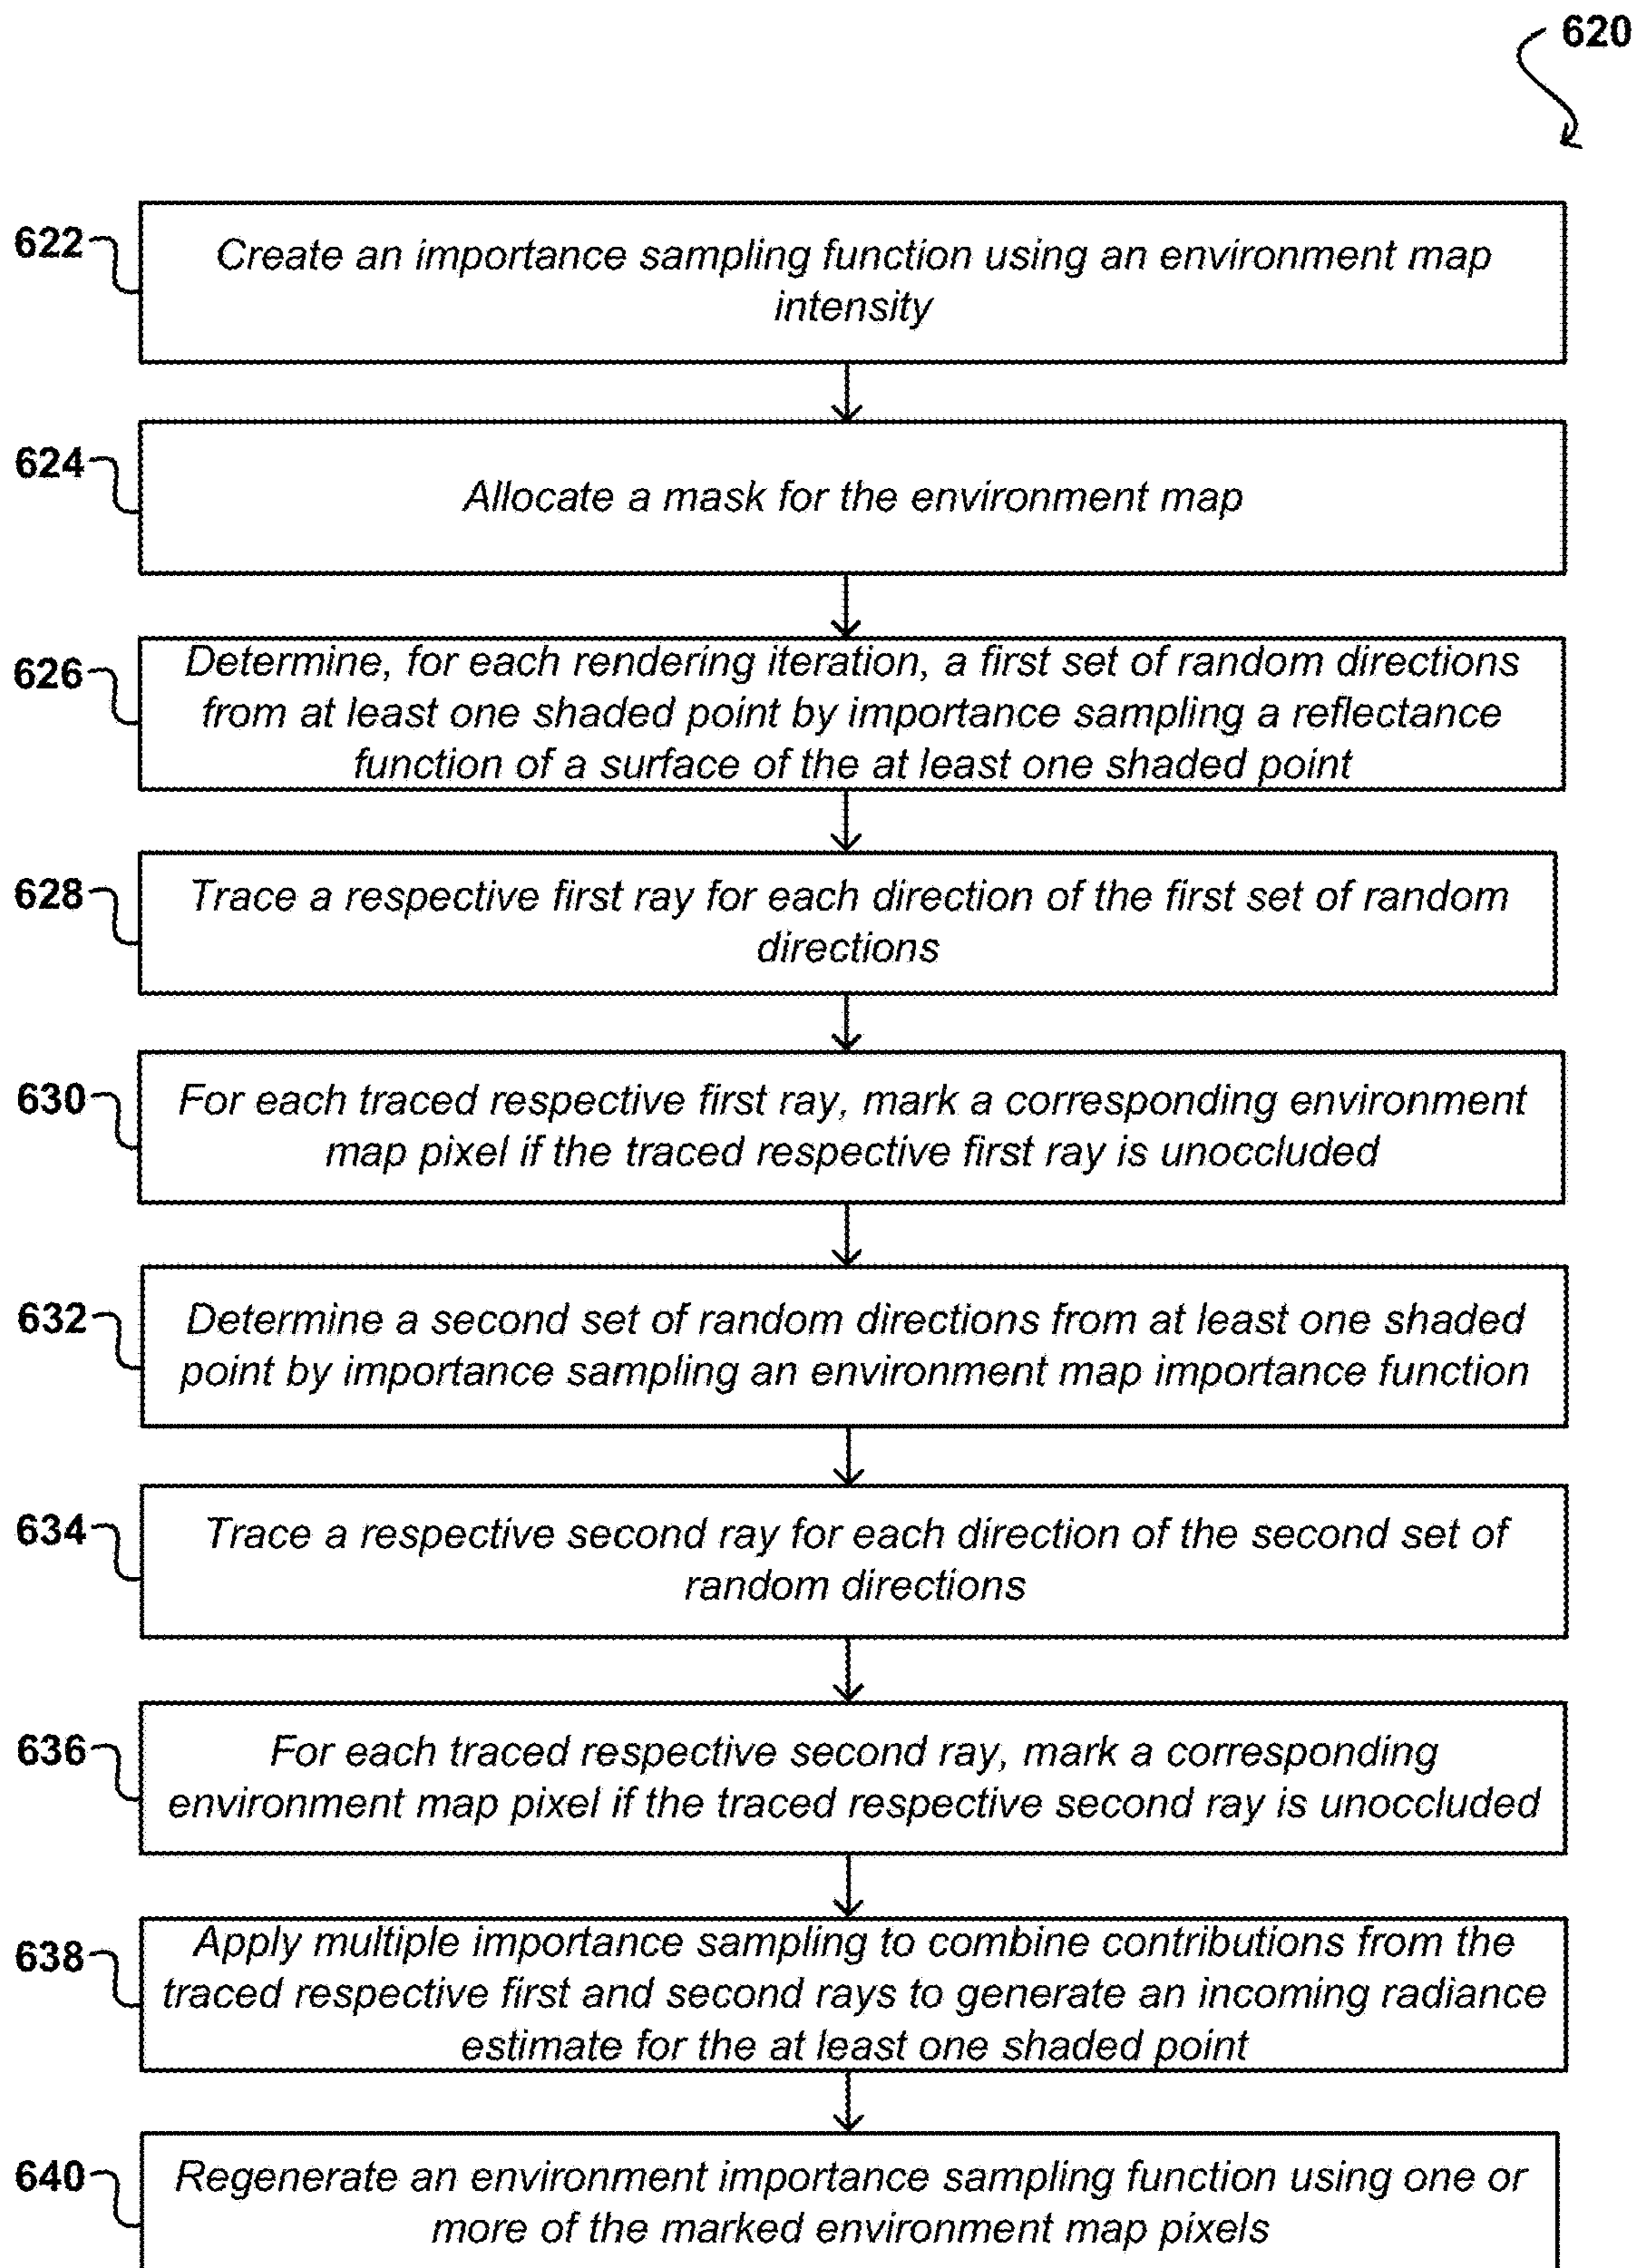 620
622
Create an importance sampling function using an environment map
intensity
624
Allocate a mask for the environment map
626
Determine, for each rendering iteration, a first set of random directions
from at least one shaded point by importance sampling a reflectance
function of a surface of the at least one shaded point
628
Trace a respective first ray for each direction of the first set of random
directions
630
For each traced respective first ray, mark a corresponding environment
map pixel if the traced respective first ray is unoccluded
632
Determine a second set of random directions from at least one shaded
point by importance sampling an environment map importance function
634
Trace a respective second ray for each direction of the second set of
random directions
636
For each traced respective second ray, mark a corresponding
environment map pixel if the traced respective second ray is unoccluded
638
Apply multiple importance sampling to combine contributions from the
traced respective first and second rays to generate an incoming radiance
estimate for the at least one shaded point
640
Regenerate an environment importance sampling function using one or
more of the marked environment map pixels